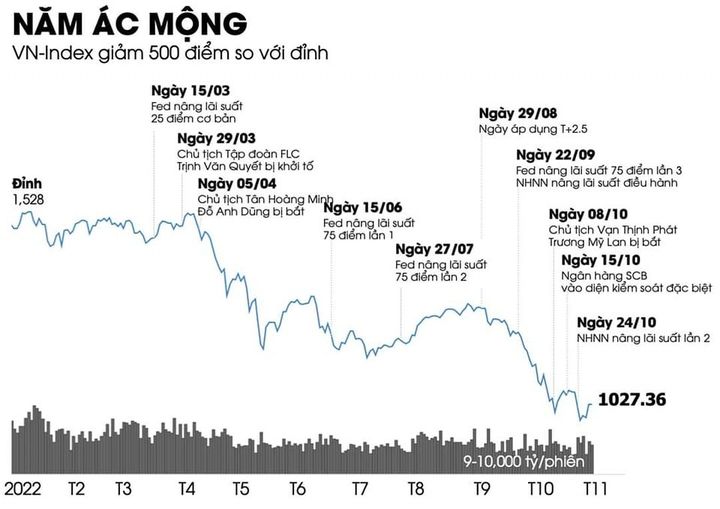 NĂM ÁC MỘNG
VN-Index giảm 500 điểm so với đỉnh
Ngày 15/03
Fed nâng lãi suất
25 điểm cơ bản
Ngày 29/03
Chủ tịch Tập đoàn FLC
Trịnh Văn Quyết bị khởi tố
Ngày 05/04
Chủ tịch Tân Hoàng Minh
Đỗ Anh Dũng bị bắt
Đỉnh
1,528
Ngày 15/06
Fed nâng lãi suất
75 điểm lần 1
Ngày 27/07
Fed nâng lãi suất
75 điểm lần 2
Ngày 29/08
Ngày áp dụng T+2.5
Ngày 22/09
Fed nâng lãi suất 75 điểm lần 3
NHNN nâng lãi suất điều hành
Ngày 08/10
Chủ tịch Vạn Thịnh Phát
Trương Mỹ Lan bị bắt
Ngày 15/10
Ngân hàng SCB
vào diện kiểm soát đặc biệt
Ngày 24/10
NHNN nâng lãi suất lần 2
1027.36
9-10,000 tỷ/phiên
2022 T2 T3 T4 T5 T6 T7 T8 T9 T10 T11